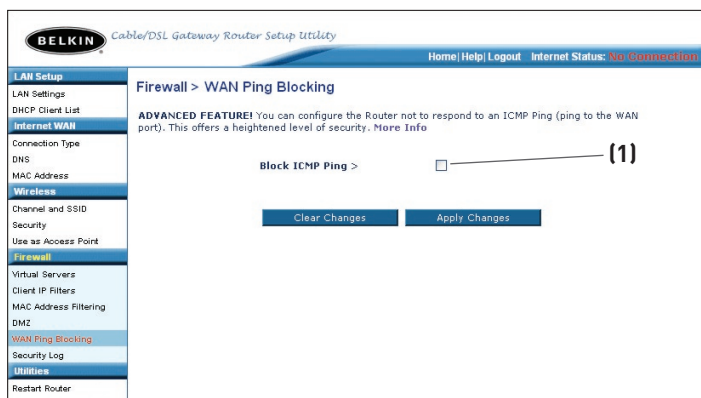 BELKIN Cable/DSL Gateway Router Setup Utility
Home| Help| Logout Internet Status: No Connection
LAN Setup
LAN Settings
DHCP Client List
Internet WAN
Connection Type
DNS
MAC Address
Wireless
Channel and SSID
Security
Use as Access Point
Firewall
Virtual Servers
Client IP Filters
MAC Address Filtering
DMZ
WAN Ping Blocking
Security Log
Utilities
Restart Router
Firewall > WAN Ping Blocking
ADVANCED FEATURE! You can configure the Router not to respond to an ICMP Ping (ping to the WAN
port). This offers a heightened level of security. More Info
Block ICMP Ping >
(1)
Clear Changes Apply Changes